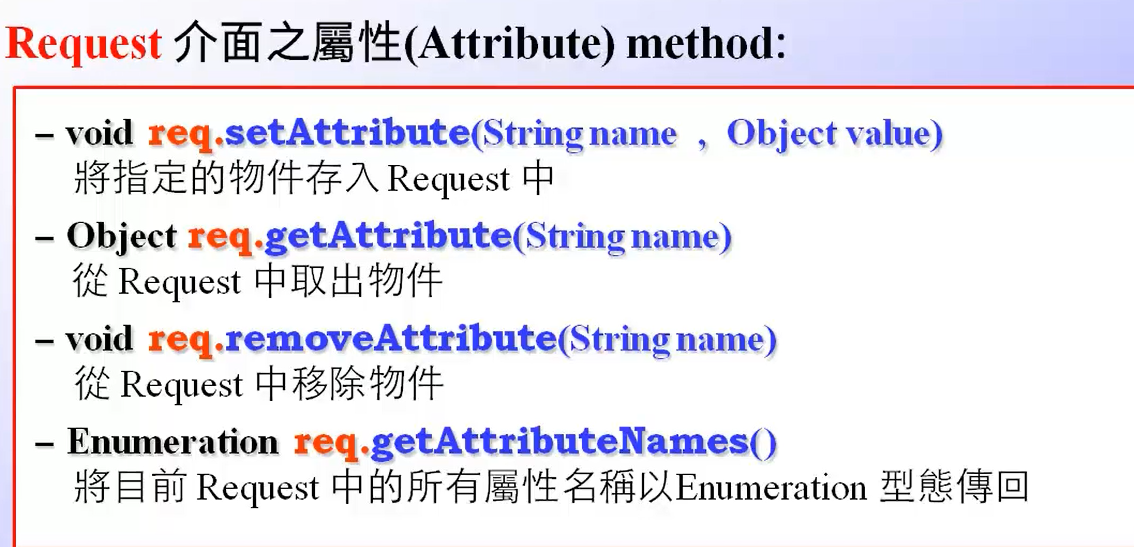 Request 介面之屬性(Attribute) method:
– void req.setAttribute(String name , Object value)
將指定的物件存入 Request 中
– Object req.getAttribute(String name)
從 Request 中取出物件
– void req.removeAttribute(String name)
從 Request 中移除物件
– Enumeration req.getAttributeNames()
將目前 Request 中的所有屬性名稱以Enumeration 型態傳回